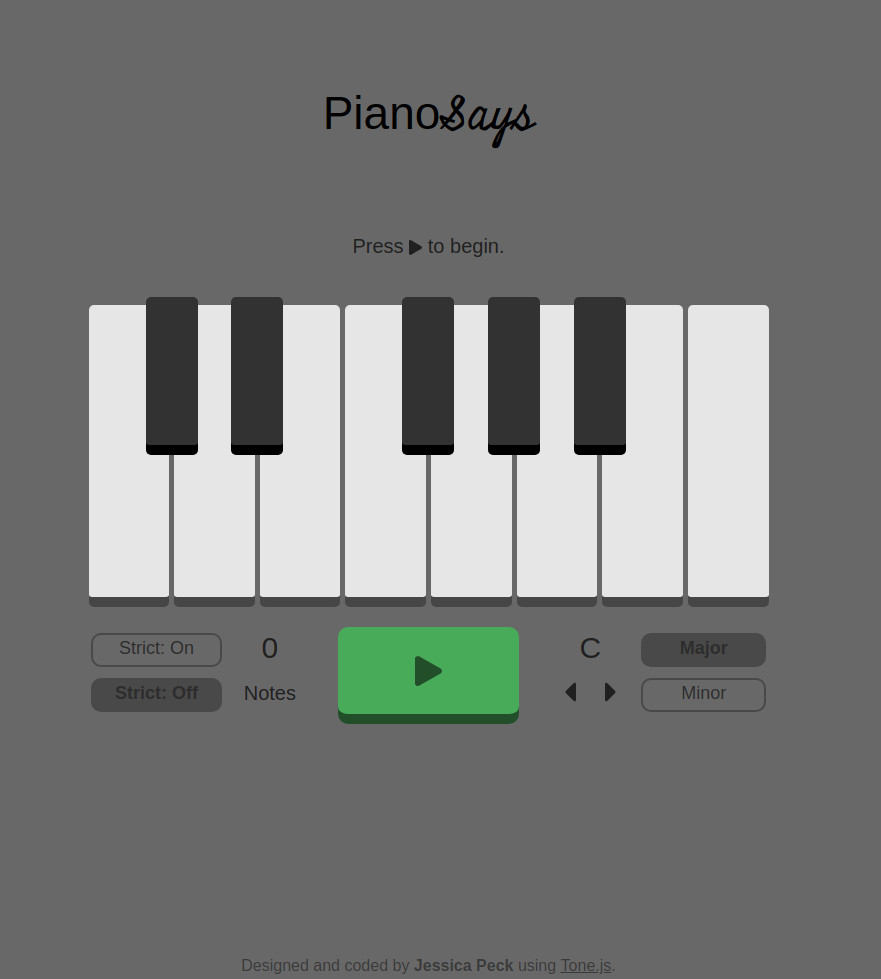 PianoSays
Press ▶ to begin.
Strict: On
0
C
Major
Strict: Off
Notes
Minor
Designed and coded by Jessica Peck using Tone.js.